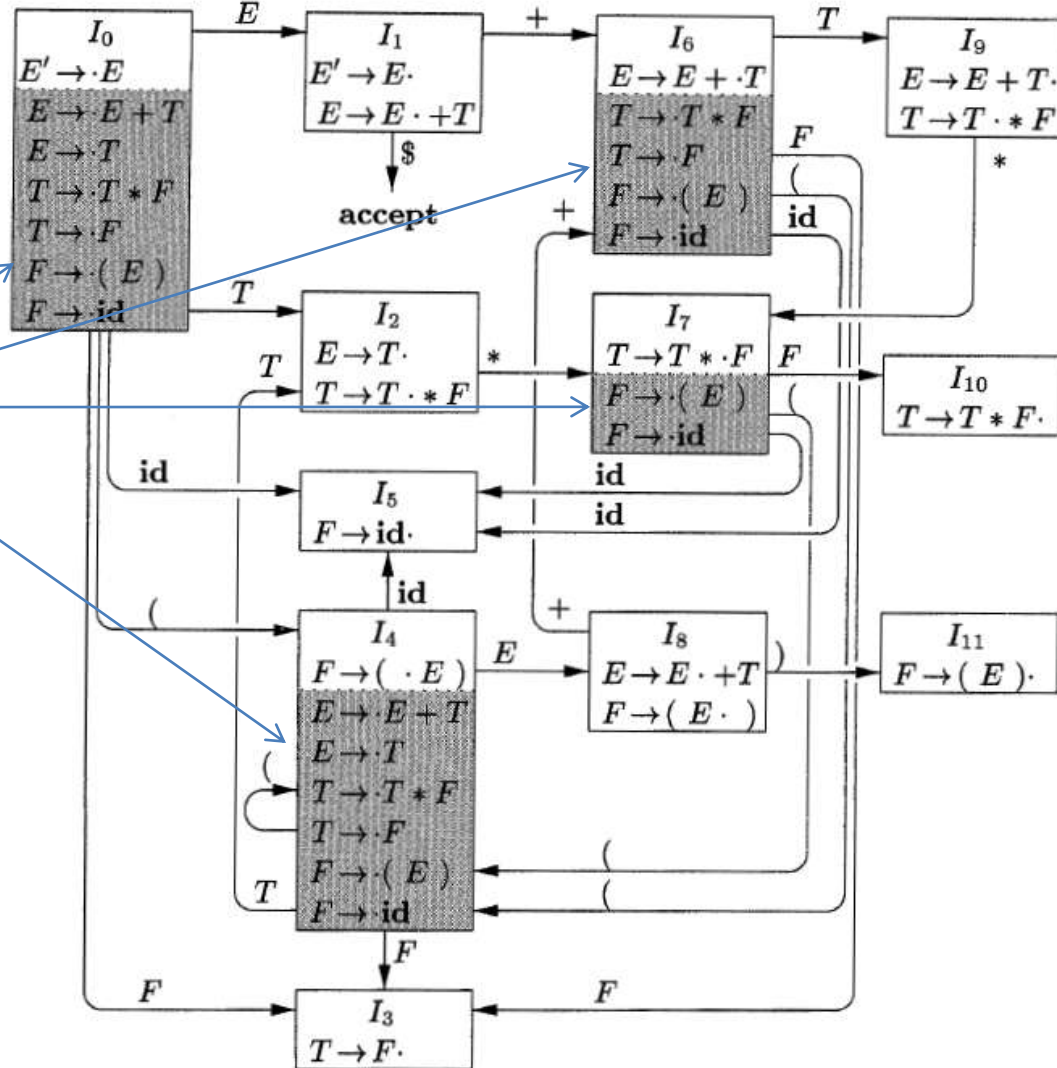 I₀
E′ → ·E
E → ·E + T
E → ·T
T → ·T * F
T → ·F
F → ·( E )
F → ·id
E
I₁
E′ → E·
E → E· +T
$
accept
+
I₆
E → E + ·T
T → ·T * F
T → ·F
F → ·( E )
F → ·id
T
I₉
E → E + T·
T → T· * F
*
F
(
id
+
T
I₂
E → T·
T → T· * F
T
*
I₇
T → T * ·F
F → ·( E )
F → ·id
F
(
I₁₀
T → T * F·
id
I₅
F → id·
id
id
id
(
I₄
F → ( · E )
E → ·E + T
E → ·T
T → ·T * F
T → ·F
F → ·( E )
F → ·id
(
T
E
+
I₈
E → E· +T
F → ( E · )
)
I₁₁
F → ( E )·
(
(
F
F
I₃
T → F·
F